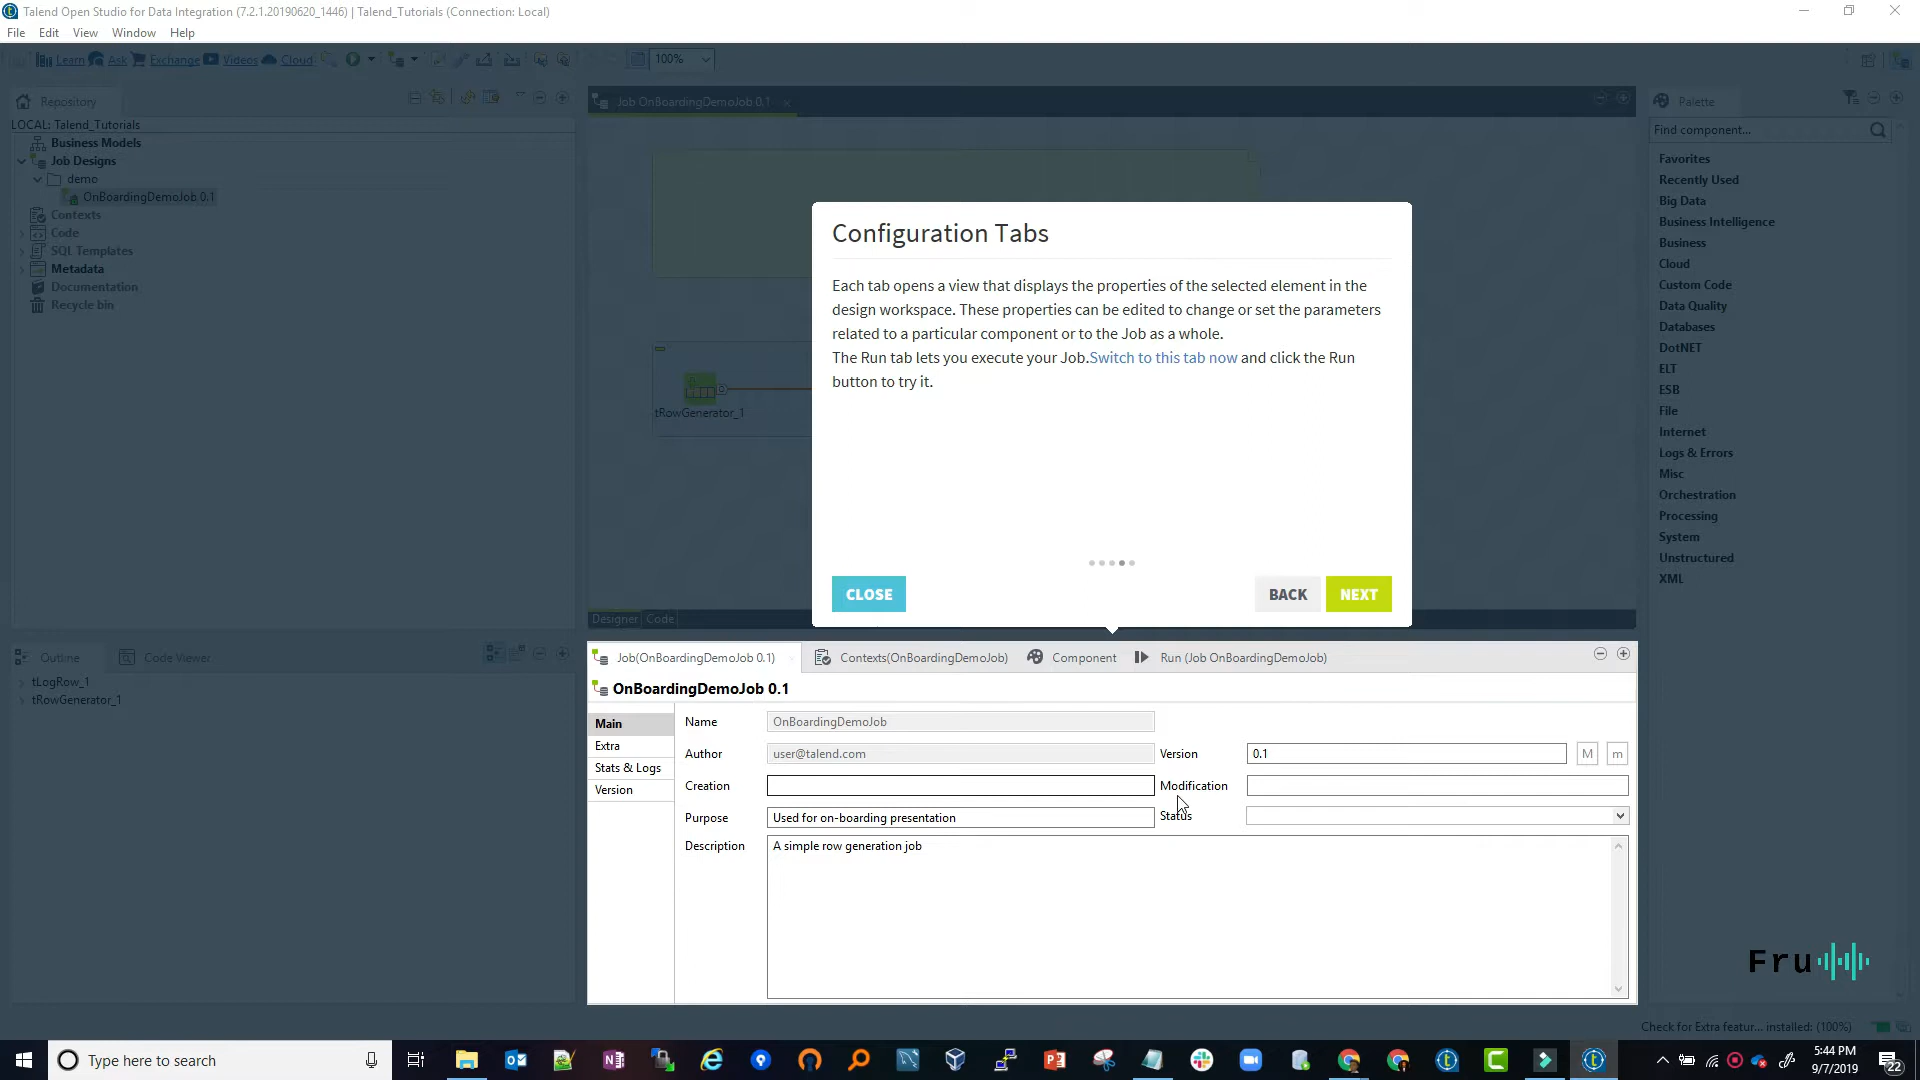 Talend Open Studio for Data Integration (7.2.1.20190620_1446) | Talend_Tutorials (Connection: Local)
File Edit View Window Help
Learn Ask Exchange Videos Cloud 100%
Repository
LOCAL: Talend_Tutorials
Business Models
Job Designs
demo
OnBoardingDemoJob 0.1
Contexts
Code
SQL Templates
Metadata
Documentation
Recycle bin
Job OnBoardingDemoJob 0.1
tRowGenerator_1
Designer Code
Configuration Tabs
Each tab opens a view that displays the properties of the selected element in the
design workspace. These properties can be edited to change or set the parameters
related to a particular component or to the Job as a whole.
The Run tab lets you execute your Job.Switch to this tab now and click the Run
button to try it.
CLOSE BACK NEXT
Palette
Find component...
Favorites
Recently Used
Big Data
Business Intelligence
Business
Cloud
Custom Code
Data Quality
Databases
DotNET
ELT
ESB
File
Internet
Logs & Errors
Misc
Orchestration
Processing
System
Unstructured
XML
Outline Code Viewer
tLogRow_1
tRowGenerator_1
Job(OnBoardingDemoJob 0.1) Contexts(OnBoardingDemoJob) Component Run (Job OnBoardingDemoJob)
OnBoardingDemoJob 0.1
Main
Extra
Stats & Logs
Version
Name OnBoardingDemoJob
Author user@talend.com Version 0.1 M m
Creation Modification
Purpose Used for on-boarding presentation Status
Description A simple row generation job
Fru
Check for Extra featur... installed: (100%)
Type here to search
5:44 PM
9/7/2019
22